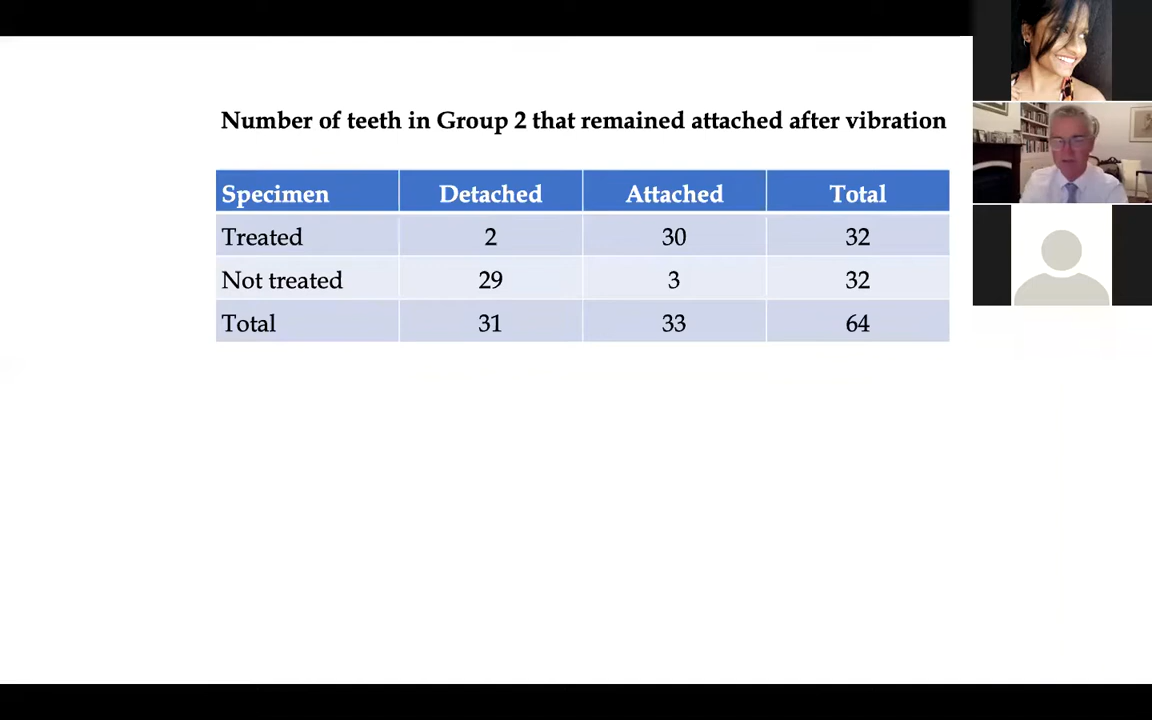 Number of teeth in Group 2 that remained attached after vibration
Specimen Detached Attached Total
Treated 2 30 32
Not treated 29 3 32
Total 31 33 64